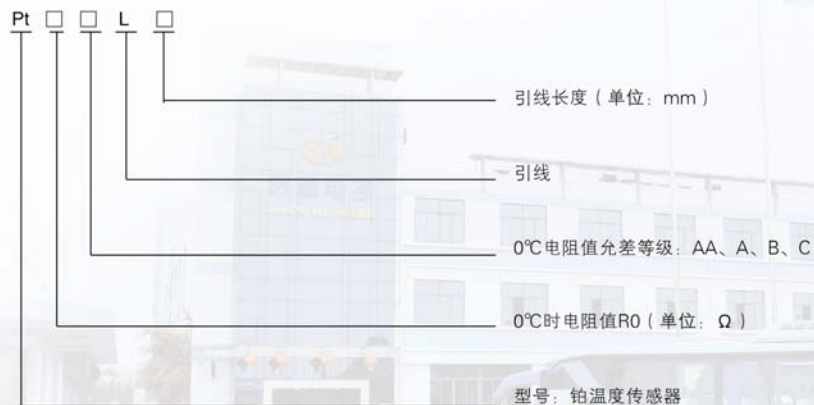 Pt □ □ L □
引线长度（单位：mm）
引线
0℃电阻值允差等级：AA、A、B、C
0℃时电阻值R0（单位：Ω）
型号：铂温度传感器